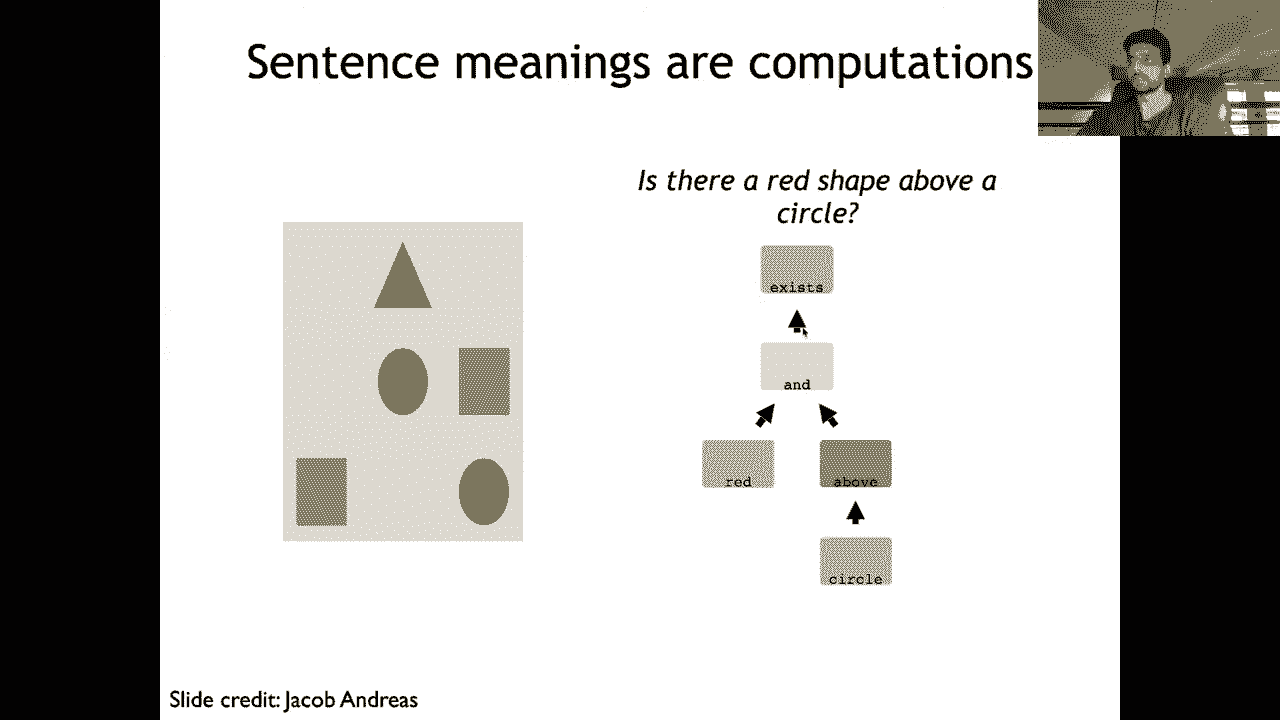 Sentence meanings are computations
Is there a red shape above a
circle?
exists
and
red
above
circle
Slide credit: Jacob Andreas